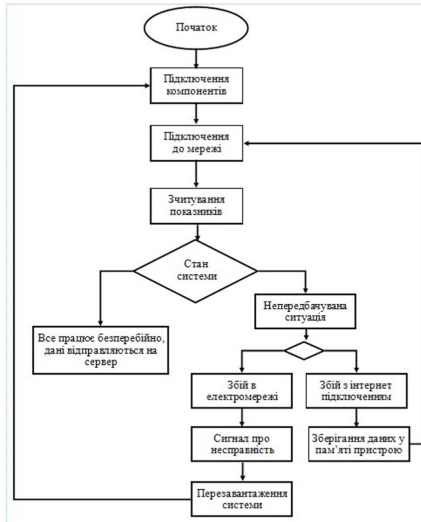 Початок
Підключення
компонентів
Підключення
до мережі
Зчитування
показників
Стан
системи
Непередбачувана
ситуація
Все працює безперебійно,
дані відправляються на
сервер
Збій в
електромережі
Збій з інтернет
підключенням
Сигнал про
несправність
Зберігання даних у
пам'яті пристрою
Перезавантаження
системи